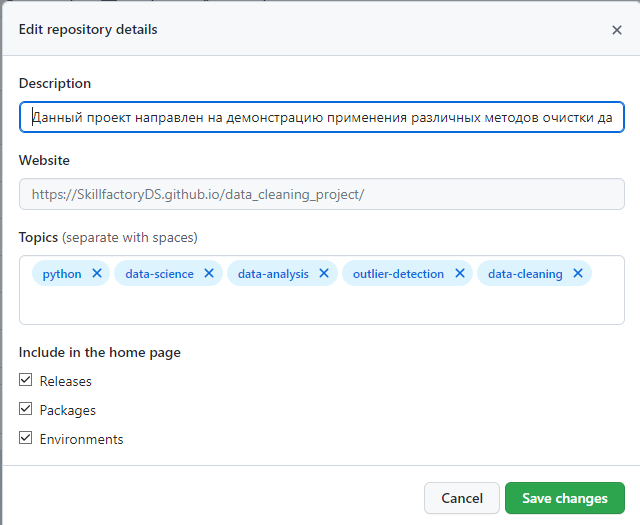 Edit repository details
Description
Данный проект направлен на демонстрацию применения различных методов очистки да
Website
https://SkillfactoryDS.github.io/data_cleaning_project/
Topics (separate with spaces)
python data-science data-analysis outlier-detection data-cleaning
Include in the home page
Releases
Packages
Environments
Cancel Save changes